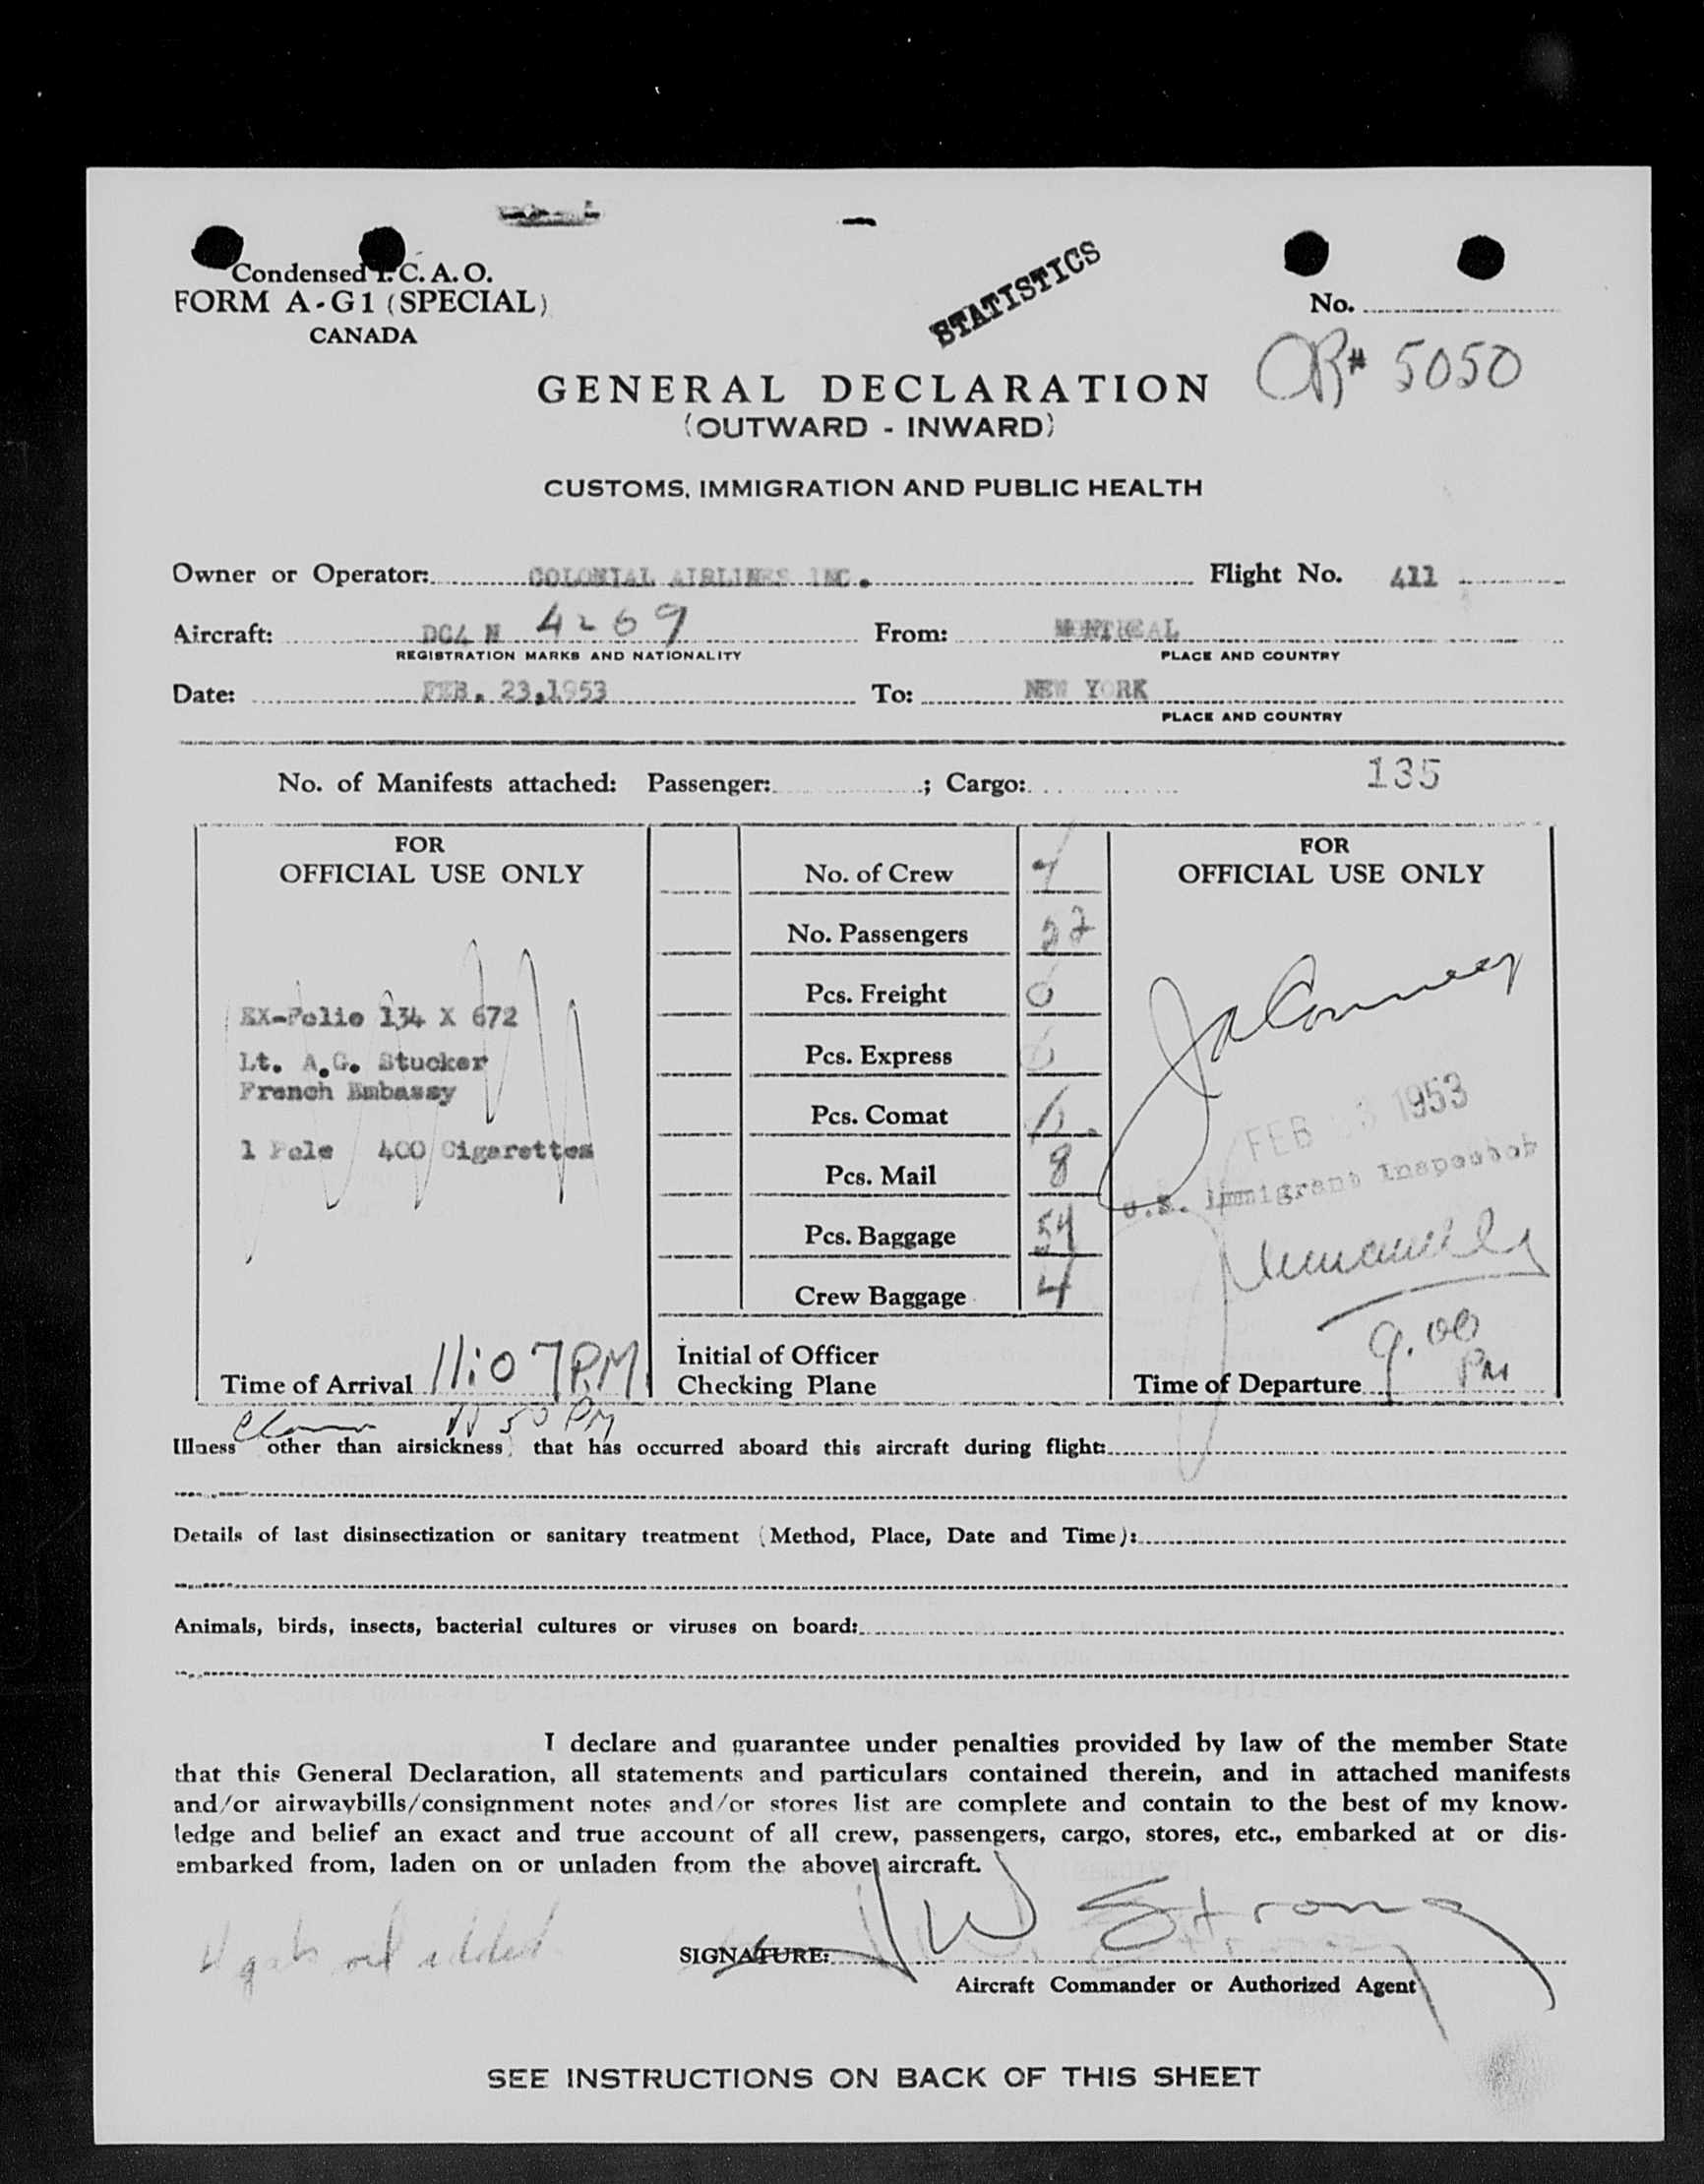 Condensed I. C. A. O.
FORM A-G1 (SPECIAL)
CANADA
STATISTICS
No.
OR# 5050
GENERAL DECLARATION
(OUTWARD - INWARD)
CUSTOMS, IMMIGRATION AND PUBLIC HEALTH
Owner or Operator: COLONIAL AIRLINES INC. Flight No. 411
Aircraft: DC4 N 4269 From: MONTREAL
REGISTRATION MARKS AND NATIONALITY PLACE AND COUNTRY
Date: FEB. 23,1953 To: NEW YORK
PLACE AND COUNTRY
No. of Manifests attached: Passenger: ; Cargo: 135
FOR
OFFICIAL USE ONLY
EX-Folio 134 X 672
Lt. A.G. Stucker
French Embassy
1 Pole 400 Cigarettes
Time of Arrival 11:07 PM
No. of Crew 4
No. Passengers 27
Pcs. Freight 0
Pcs. Express
Pcs. Comat
Pcs. Mail 8
Pcs. Baggage 54
Crew Baggage 4
Initial of Officer
Checking Plane
FOR
OFFICIAL USE ONLY
FEB 1953
U.S. Immigrant Inspector
9.00
PM
Time of Departure
11 50 PM
Illness other than airsickness, that has occurred aboard this aircraft during flight:
Details of last disinsectization or sanitary treatment (Method, Place, Date and Time):
Animals, birds, insects, bacterial cultures or viruses on board:
I declare and guarantee under penalties provided by law of the member State
that this General Declaration, all statements and particulars contained therein, and in attached manifests
and/or airwaybills/consignment notes and/or stores list are complete and contain to the best of my know-
ledge and belief an exact and true account of all crew, passengers, cargo, stores, etc., embarked at or dis-
embarked from, laden on or unladen from the above aircraft.
SIGNATURE: JW Strong
Aircraft Commander or Authorized Agent
SEE INSTRUCTIONS ON BACK OF THIS SHEET